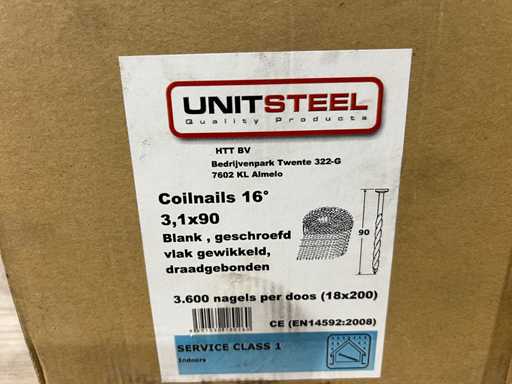 UNITSTEEL
Quality Products
HTT BV
Bedrijvenpark Twente 322-G
7602 KL Almelo
Coilnails 16°
3,1x90
Blank , geschroefd
vlak gewikkeld,
draadgebonden
90
3.600 nagels per doos (18x200)
CE (EN14592:2008)
SERVICE CLASS 1
Indoors